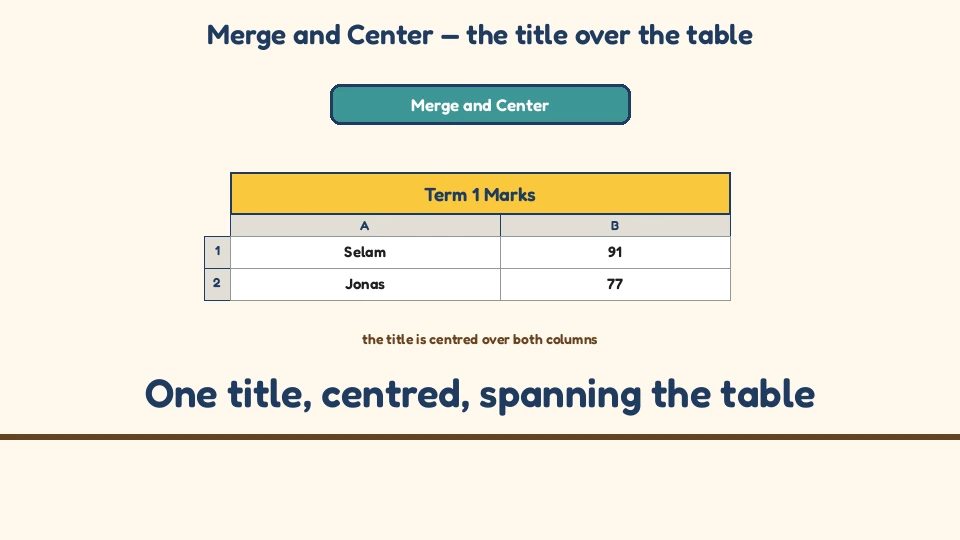 Merge and Center – the title over the table
Merge and Center
Term 1 Marks
A B
1 Selam 91
2 Jonas 77
the title is centred over both columns
One title, centred, spanning the table